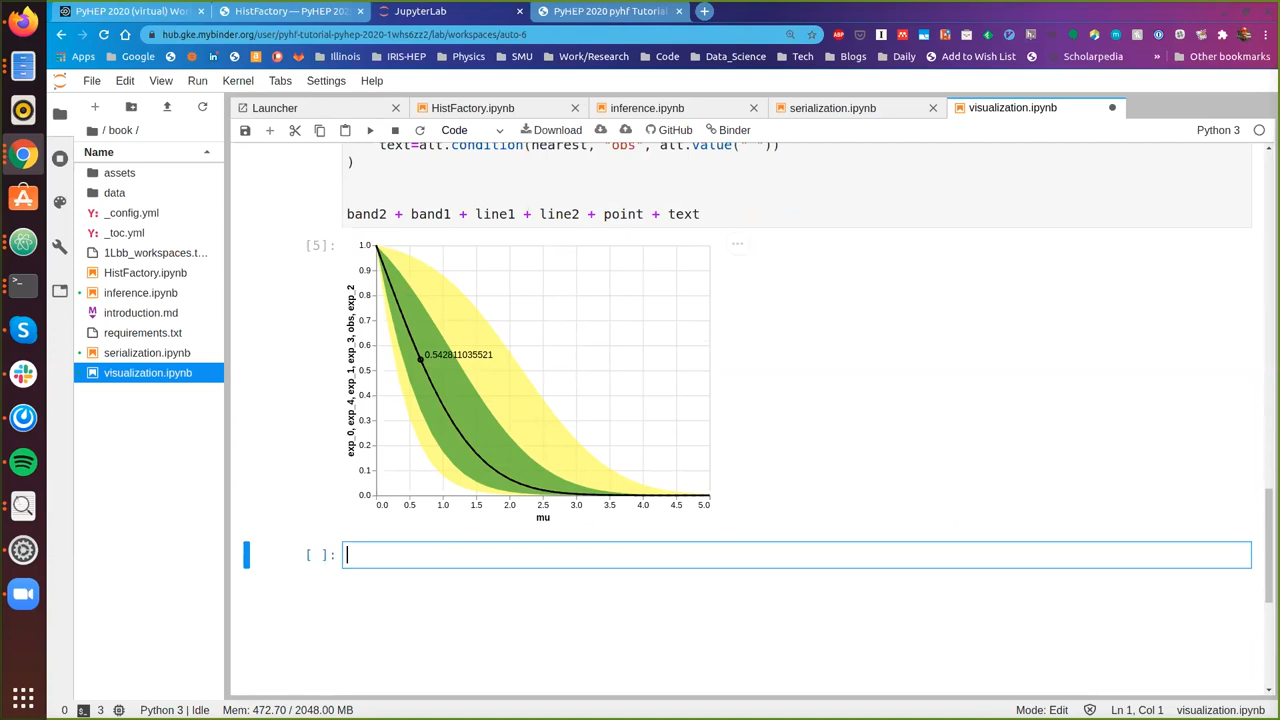 PyHEP 2020 (virtual) Wor
HistFactory — PyHEP 202
JupyterLab
PyHEP 2020 pyhf Tutorial
hub.gke.mybinder.org/user/pyhf-tutorial-pyhep-2020-1whs6zz2/lab/workspaces/auto-6
Apps
Google
Illinois
IRIS-HEP
Physics
SMU
Work/Research
Code
Data_Science
Tech
Blogs
Daily
Add to Wish List
Scholarpedia
»
Other bookmarks
File Edit View Run Kernel Tabs Settings Help
Launcher
HistFactory.ipynb
inference.ipynb
serialization.ipynb
visualization.ipynb
Code
Download
GitHub
Binder
Python 3
/ book /
Name
assets
data
_config.yml
_toc.yml
1Lbb_workspaces.t…
HistFactory.ipynb
inference.ipynb
introduction.md
requirements.txt
serialization.ipynb
visualization.ipynb
text=alt.condition(nearest, "obs", alt.value(" "))
)
band2 + band1 + line1 + line2 + point + text
[5]:
1.0
0.9
0.8
0.7
0.6
0.5
0.4
0.3
0.2
0.1
0.0
exp_0, exp_4, exp_1, exp_3, obs, exp_2
0.542811035521
0.0 0.5 1.0 1.5 2.0 2.5 3.0 3.5 4.0 4.5 5.0
mu
[ ]:
0
3
Python 3 | Idle
Mem: 472.70 / 2048.00 MB
Mode: Edit
Ln 1, Col 1
visualization.ipynb